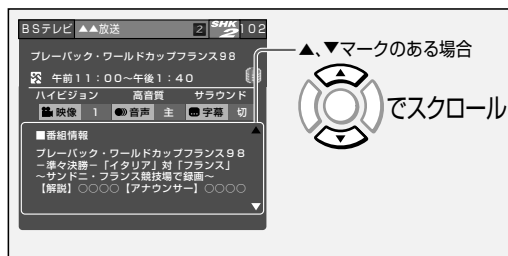 BSテレビ ▲▲放送 2 SHK2 102
プレーバック・ワールドカップフランス98
午前11:00~午後1:40
ハイビジョン 高音質 サラウンド
映像 1 音声 主 字幕 切
■番組情報
プレーバック・ワールドカップフランス98
-準々決勝-「イタリア」対「フランス」
~サンドニ・フランス競技場で録画~
【解説】○○○○【アナウンサー】○○○○
▲、▼マークのある場合
でスクロール